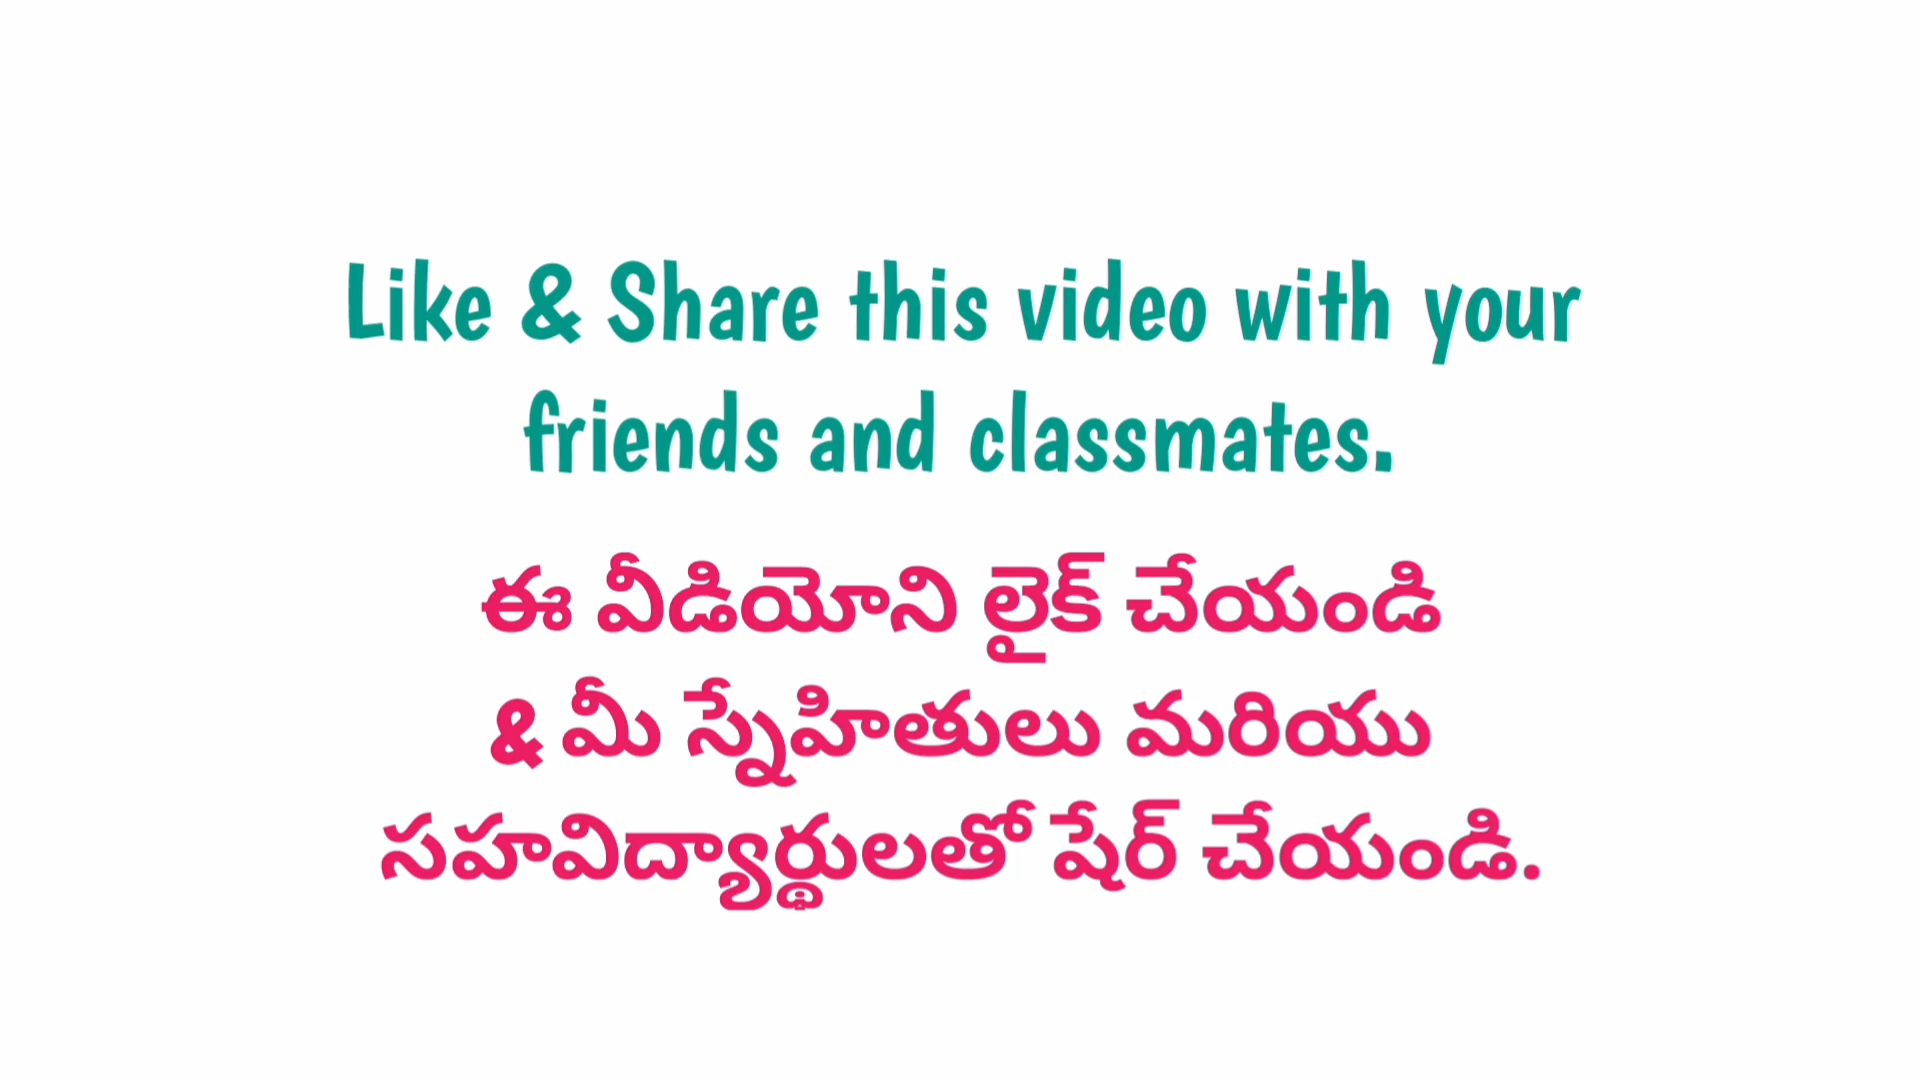 Like & Share this video with your
friends and classmates.
ఈ వీడియోని లైక్ చేయండి
& మీ స్నేహితులు మరియు
సహవిద్యార్థులతో షేర్ చేయండి.